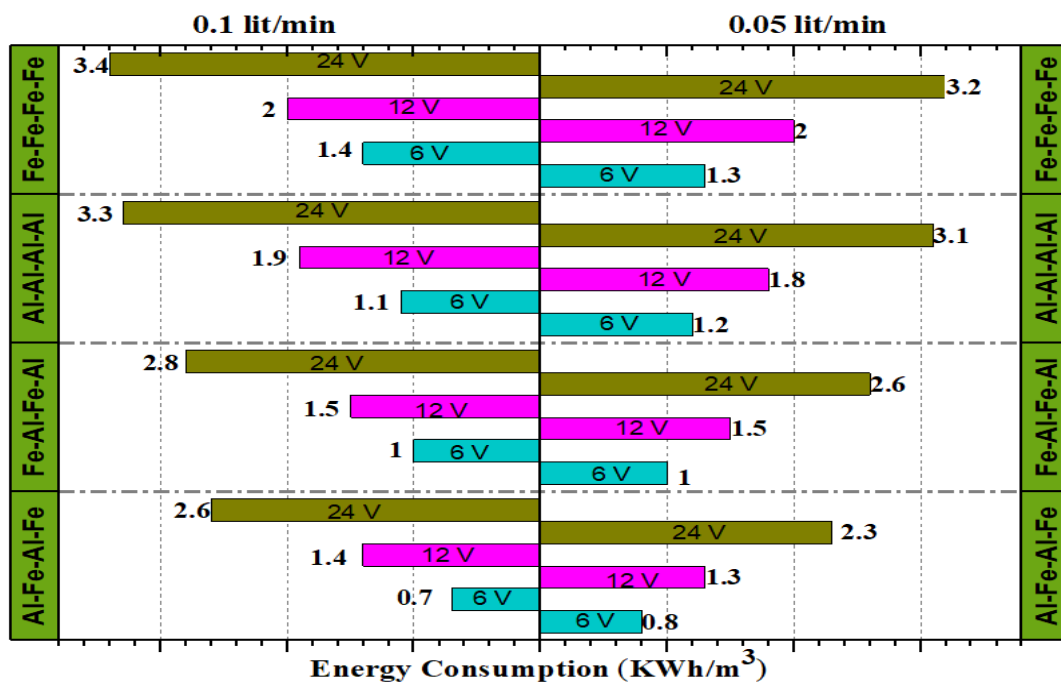 0.1 lit/min 0.05 lit/min
Fe-Fe-Fe-Fe
3.4 24 V
24 V 3.2
2 12 V
12 V 2
1.4 6 V
6 V 1.3
Fe-Fe-Fe-Fe
Al-Al-Al-Al
3.3 24 V
24 V 3.1
1.9 12 V
12 V 1.8
1.1 6 V
6 V 1.2
Al-Al-Al-Al
Fe-Al-Fe-Al
2.8 24 V
24 V 2.6
1.5 12 V
12 V 1.5
1 6 V
6 V 1
Fe-Al-Fe-Al
Al-Fe-Al-Fe
2.6 24 V
24 V 2.3
1.4 12 V
12 V 1.3
0.7 6 V
6 V 0.8
Al-Fe-Al-Fe
Energy Consumption (KWh/m³)